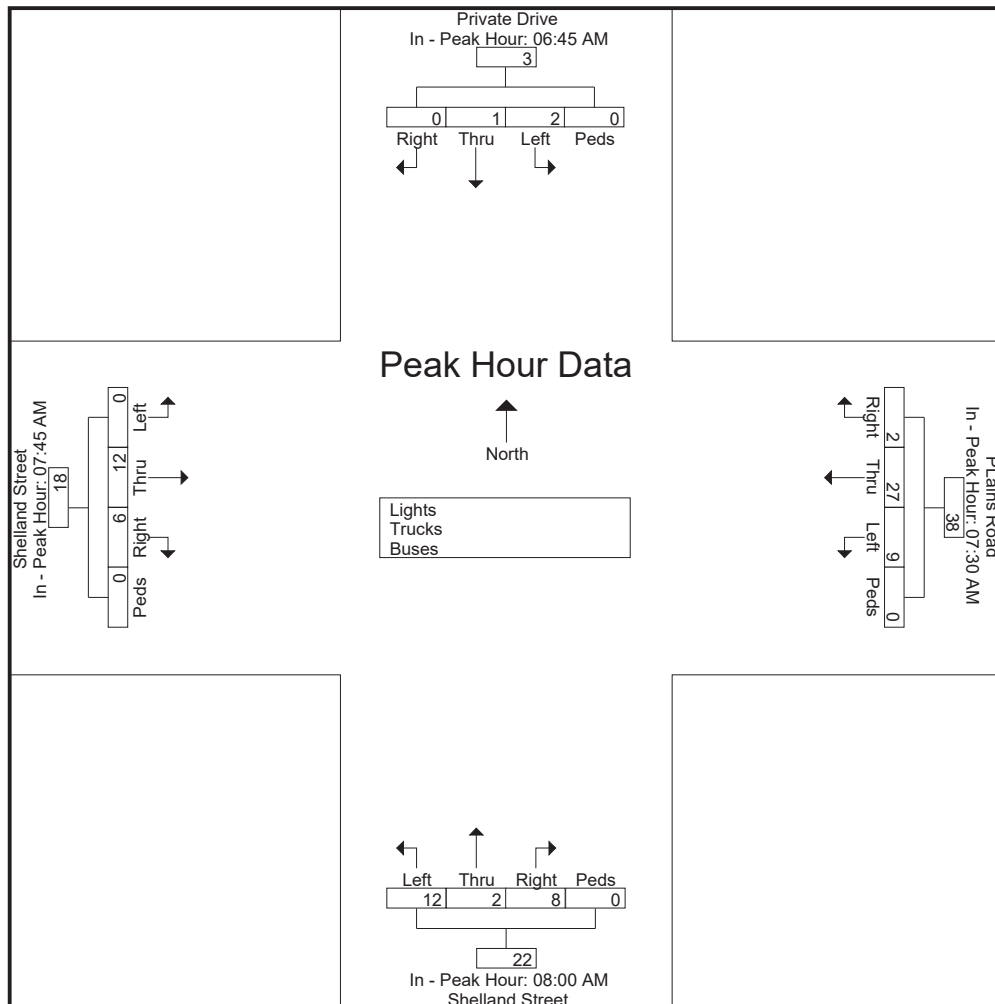 Private Drive
In - Peak Hour: 06:45 AM
3
0 1 2 0
Right Thru Left Peds
Peak Hour Data
North
Lights
Trucks
Buses
Shelland Street
In - Peak Hour: 07:45 AM
18
0 12 6 0
Left Thru Right Peds
PLains Road
In - Peak Hour: 07:30 AM
38
2 27 9 0
Right Thru Left Peds
Left Thru Right Peds
12 2 8 0
22
In - Peak Hour: 08:00 AM
Shelland Street